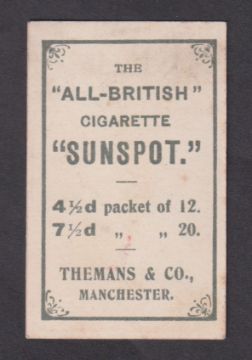 THE
"ALL-BRITISH"
CIGARETTE
"SUNSPOT."
4½d packet of 12.
7½d „ „ 20.
THEMANS & CO.,
MANCHESTER.